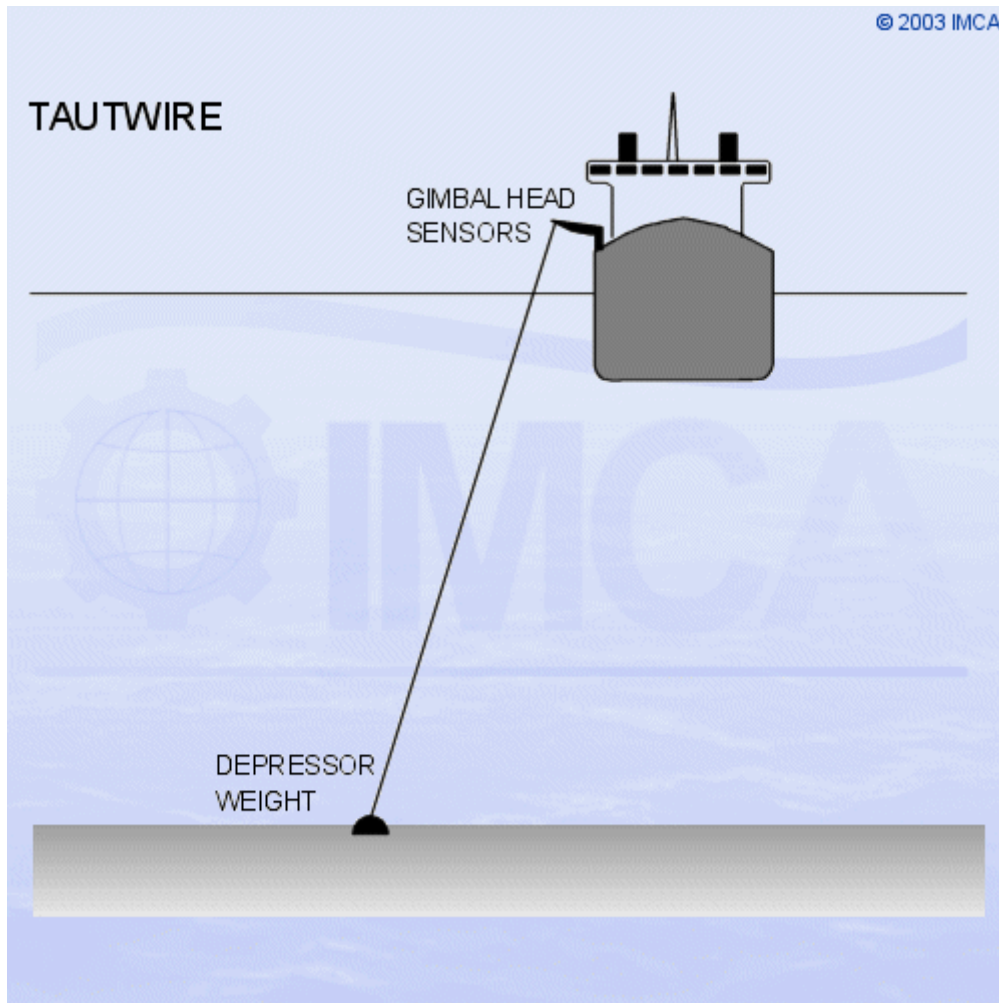 © 2003 IMCA
TAUTWIRE
GIMBAL HEAD
SENSORS
IMCA
DEPRESSOR
WEIGHT